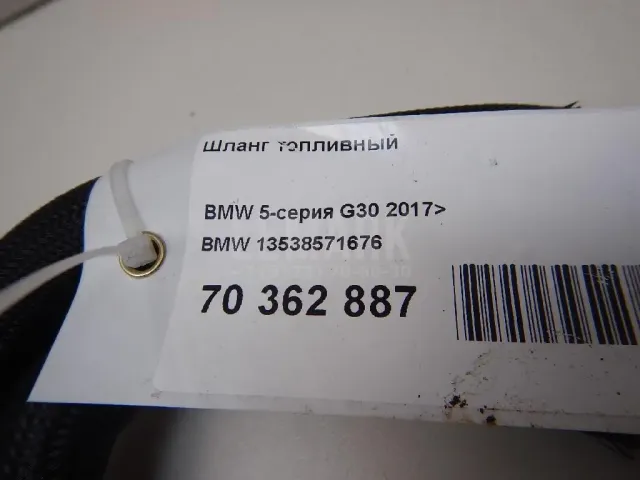 Шланг топливный
BMW 5-серия G30 2017>
BMW 13538571676
70 362 887